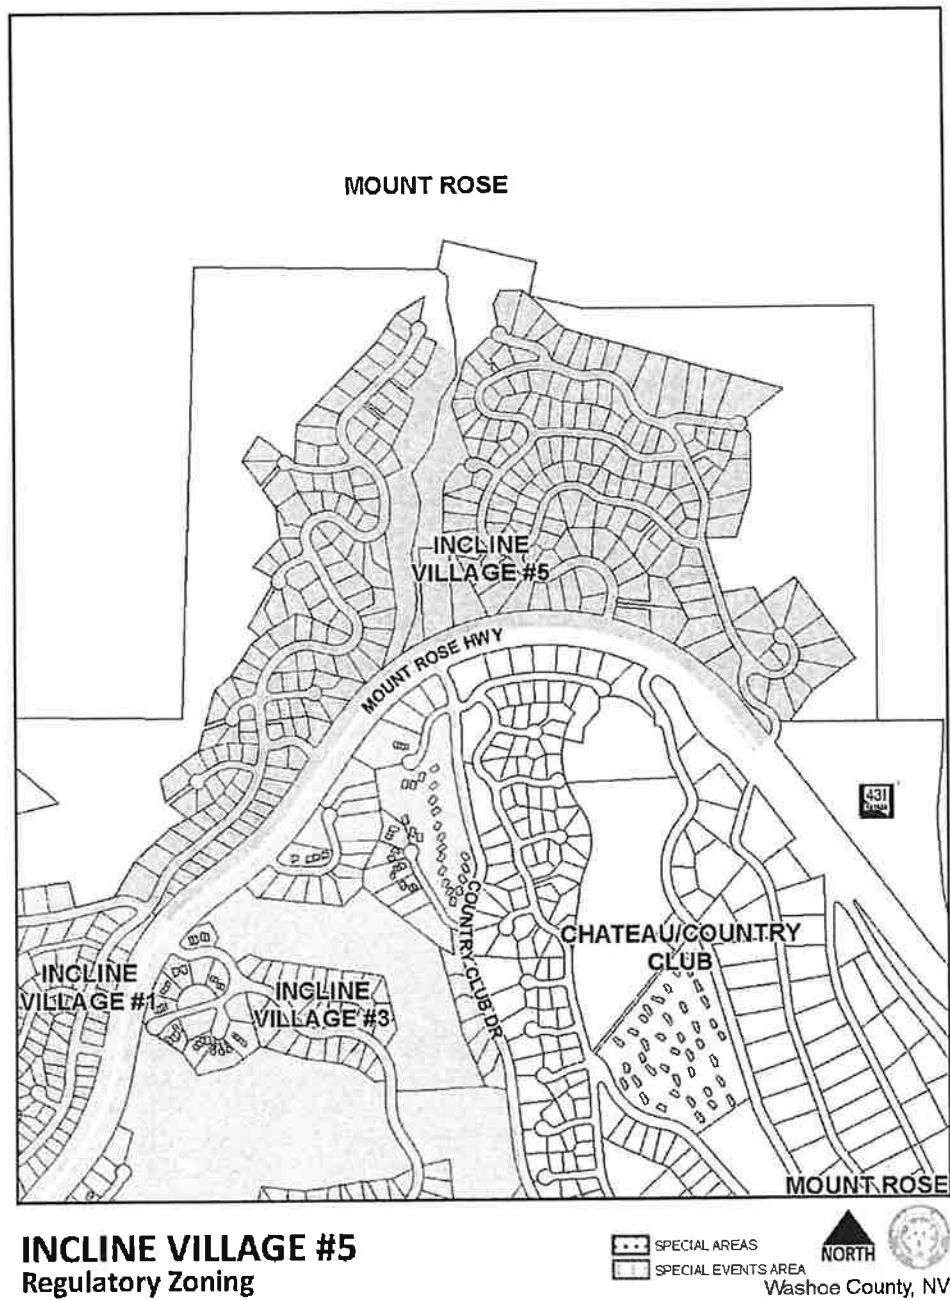 MOUNT ROSE
INCLINE
VILLAGE #5
MOUNT ROSE HWY
431
COUNTRY CLUB DR
CHATEAU/COUNTRY
CLUB
INCLINE
VILLAGE #1
INCLINE
VILLAGE #3
MOUNT ROSE
INCLINE VILLAGE #5
Regulatory Zoning
SPECIAL AREAS
SPECIAL EVENTS AREA
NORTH
Washoe County, NV